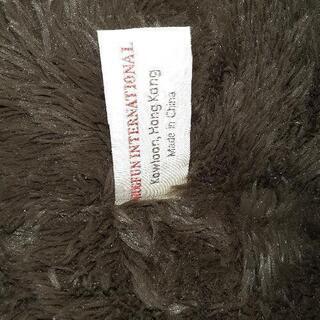 INTERNATIONAL
Kowloon, Hong Kong
Made in China